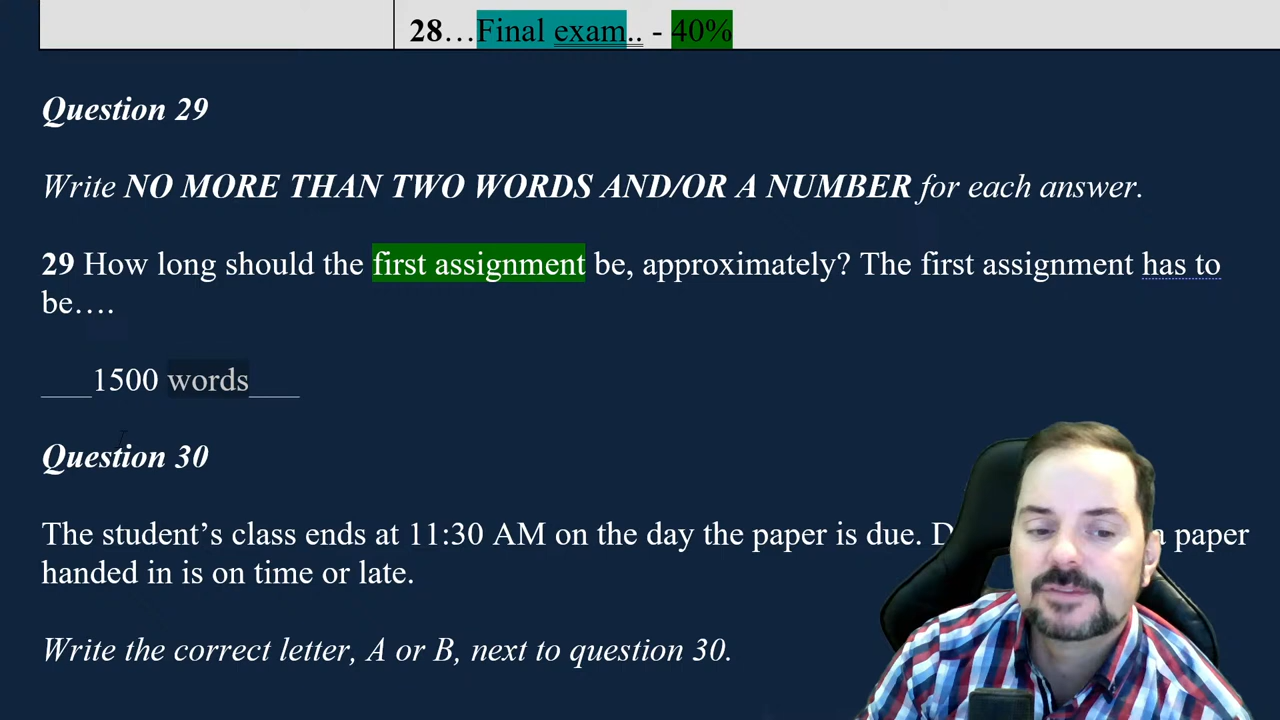 28…Final exam.. - 40%
Question 29
Write NO MORE THAN TWO WORDS AND/OR A NUMBER for each answer.
29 How long should the first assignment be, approximately? The first assignment has to
be….
___1500 words___
Question 30
The student’s class ends at 11:30 AM on the day the paper is due. paper
handed in is on time or late.
Write the correct letter, A or B, next to question 30.